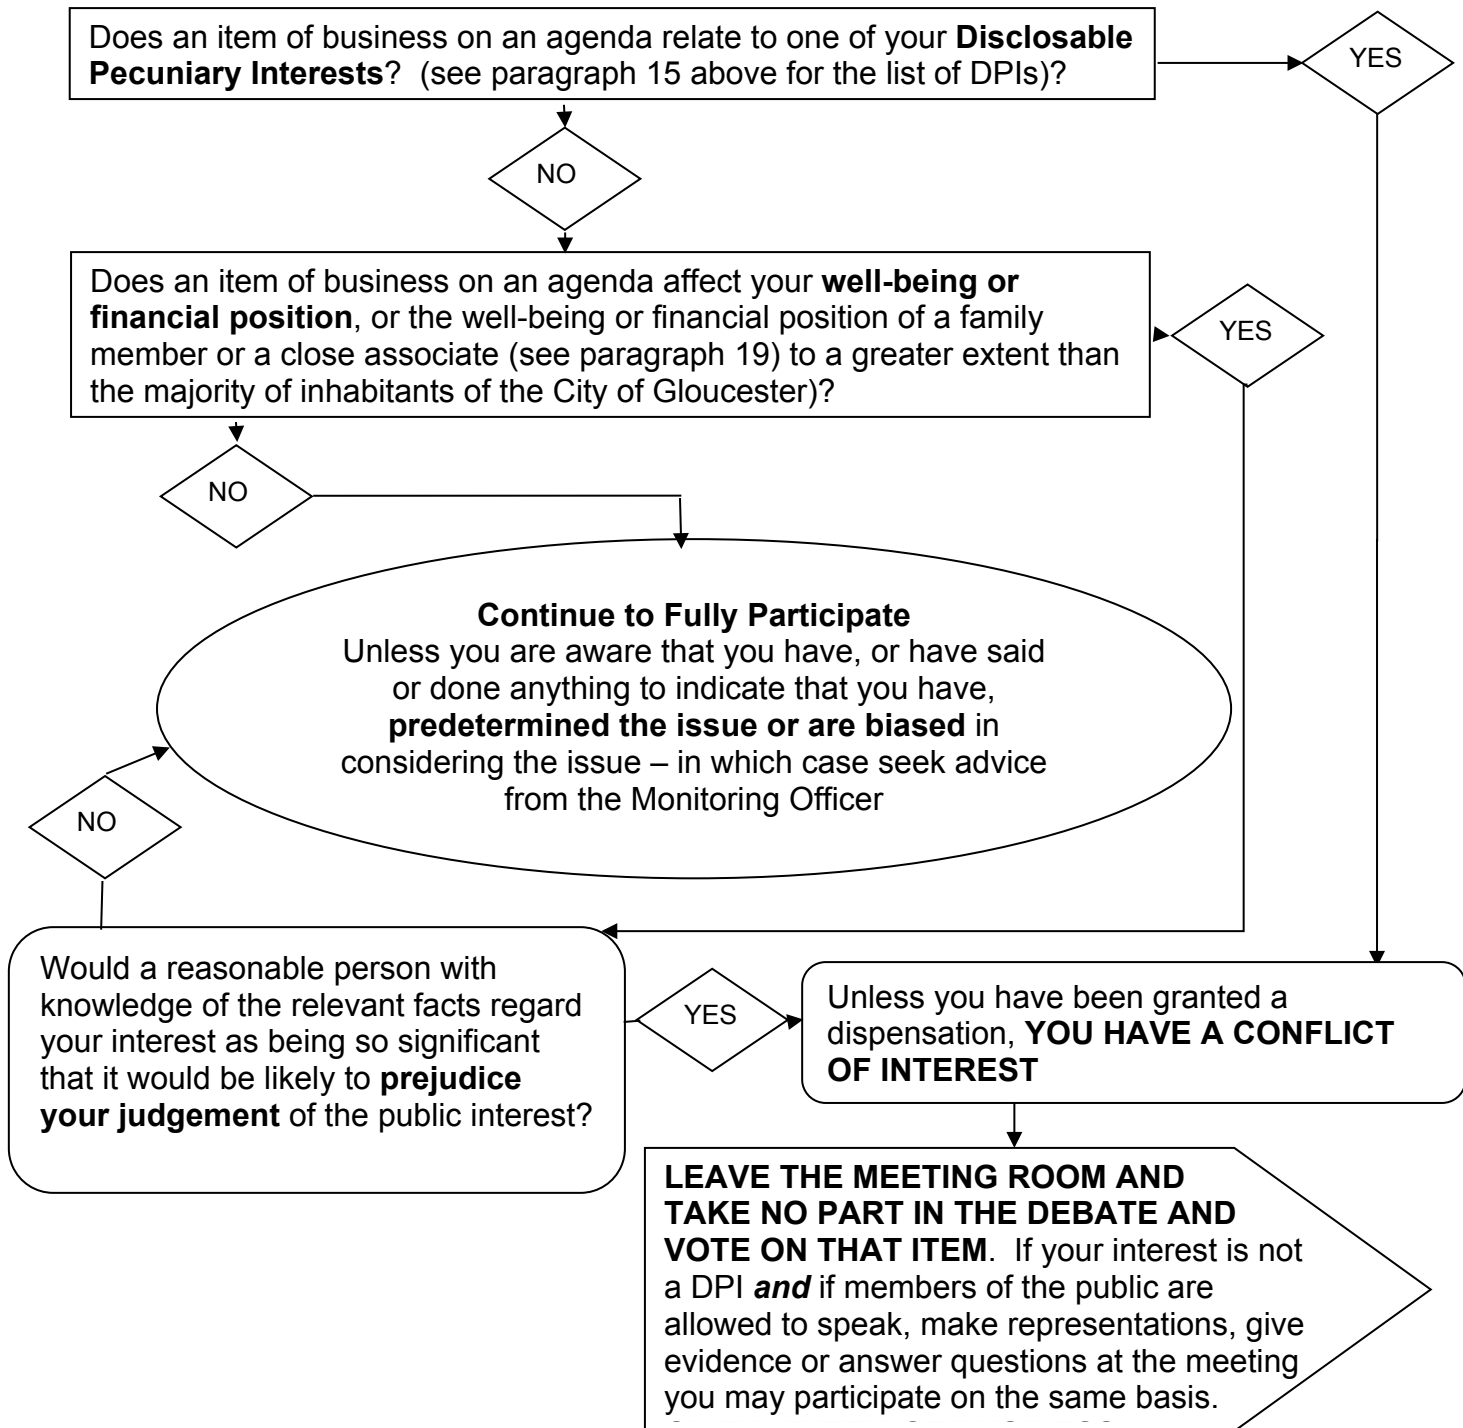 Does an item of business on an agenda relate to one of your Disclosable
Pecuniary Interests?  (see paragraph 15 above for the list of DPIs)?
YES
NO
Does an item of business on an agenda affect your well-being or
financial position, or the well-being or financial position of a family
member or a close associate (see paragraph 19) to a greater extent than
the majority of inhabitants of the City of Gloucester)?
YES
NO
Continue to Fully Participate
Unless you are aware that you have, or have said
or done anything to indicate that you have,
predetermined the issue or are biased in
considering the issue – in which case seek advice
from the Monitoring Officer
NO
Would a reasonable person with
knowledge of the relevant facts regard
your interest as being so significant
that it would be likely to prejudice
your judgement of the public interest?
YES
Unless you have been granted a
dispensation, YOU HAVE A CONFLICT
OF INTEREST
LEAVE THE MEETING ROOM AND
TAKE NO PART IN THE DEBATE AND
VOTE ON THAT ITEM.  If your interest is not
a DPI and if members of the public are
allowed to speak, make representations, give
evidence or answer questions at the meeting
you may participate on the same basis.